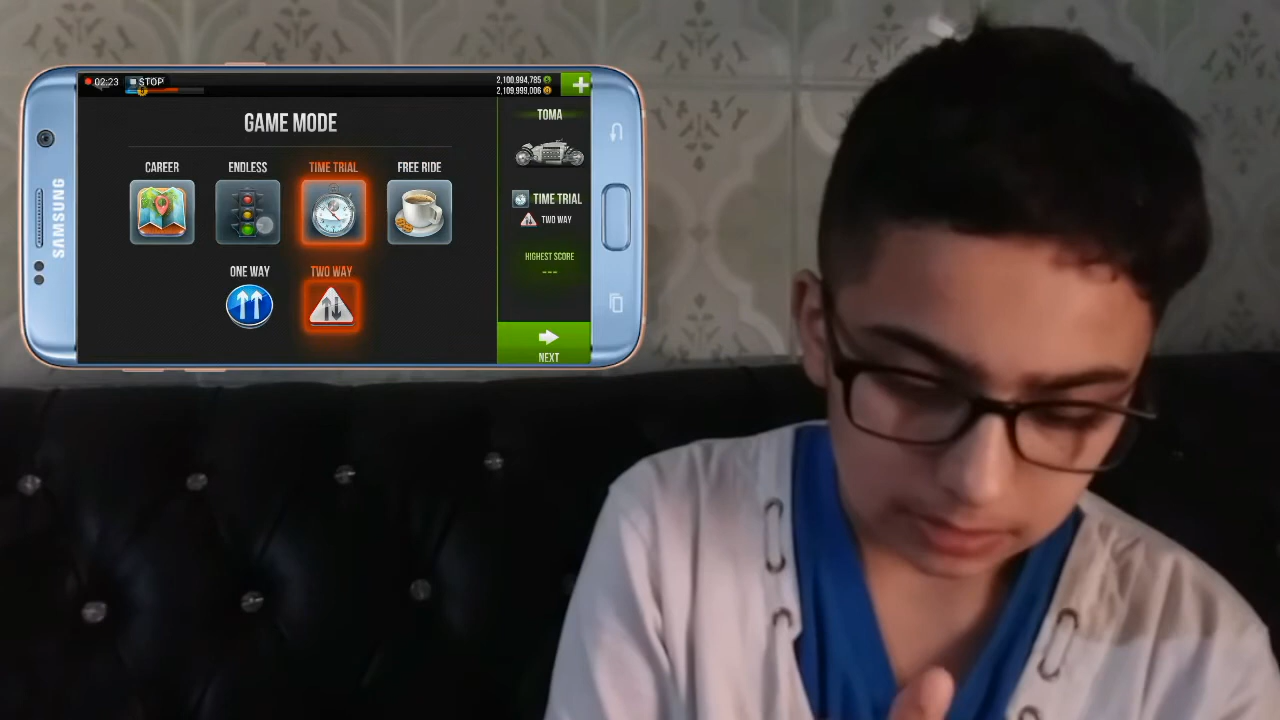 SAMSUNG
02:23 STOP
2,100,994,785
2,109,999,006
GAME MODE
CAREER
ENDLESS
TIME TRIAL
FREE RIDE
ONE WAY
TWO WAY
TOMA
TIME TRIAL
TWO WAY
HIGHEST SCORE
---
NEXT